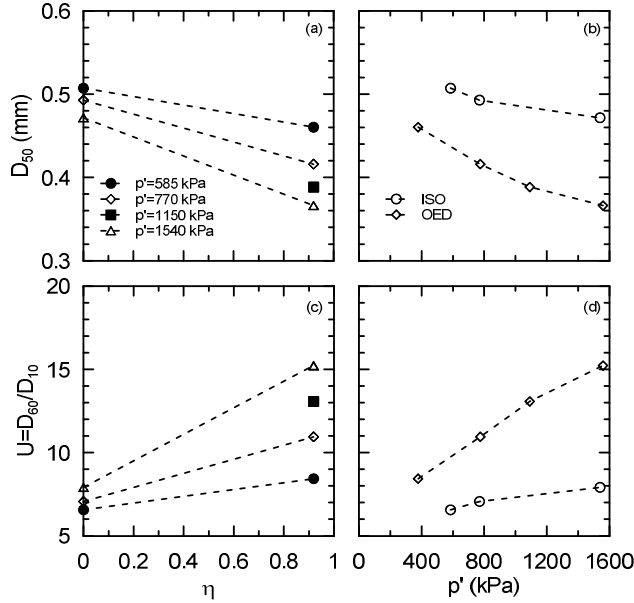 0.6
0.5
0.4
0.3
D50 (mm)
(a)
p'=585 kPa
p'=770 kPa
p'=1150 kPa
p'=1540 kPa
(b)
ISO
OED
20
15
10
5
U=D60/D10
(c)
(d)
0 0.2 0.4 0.6 0.8 1
η
0 400 800 1200 1600
p' (kPa)